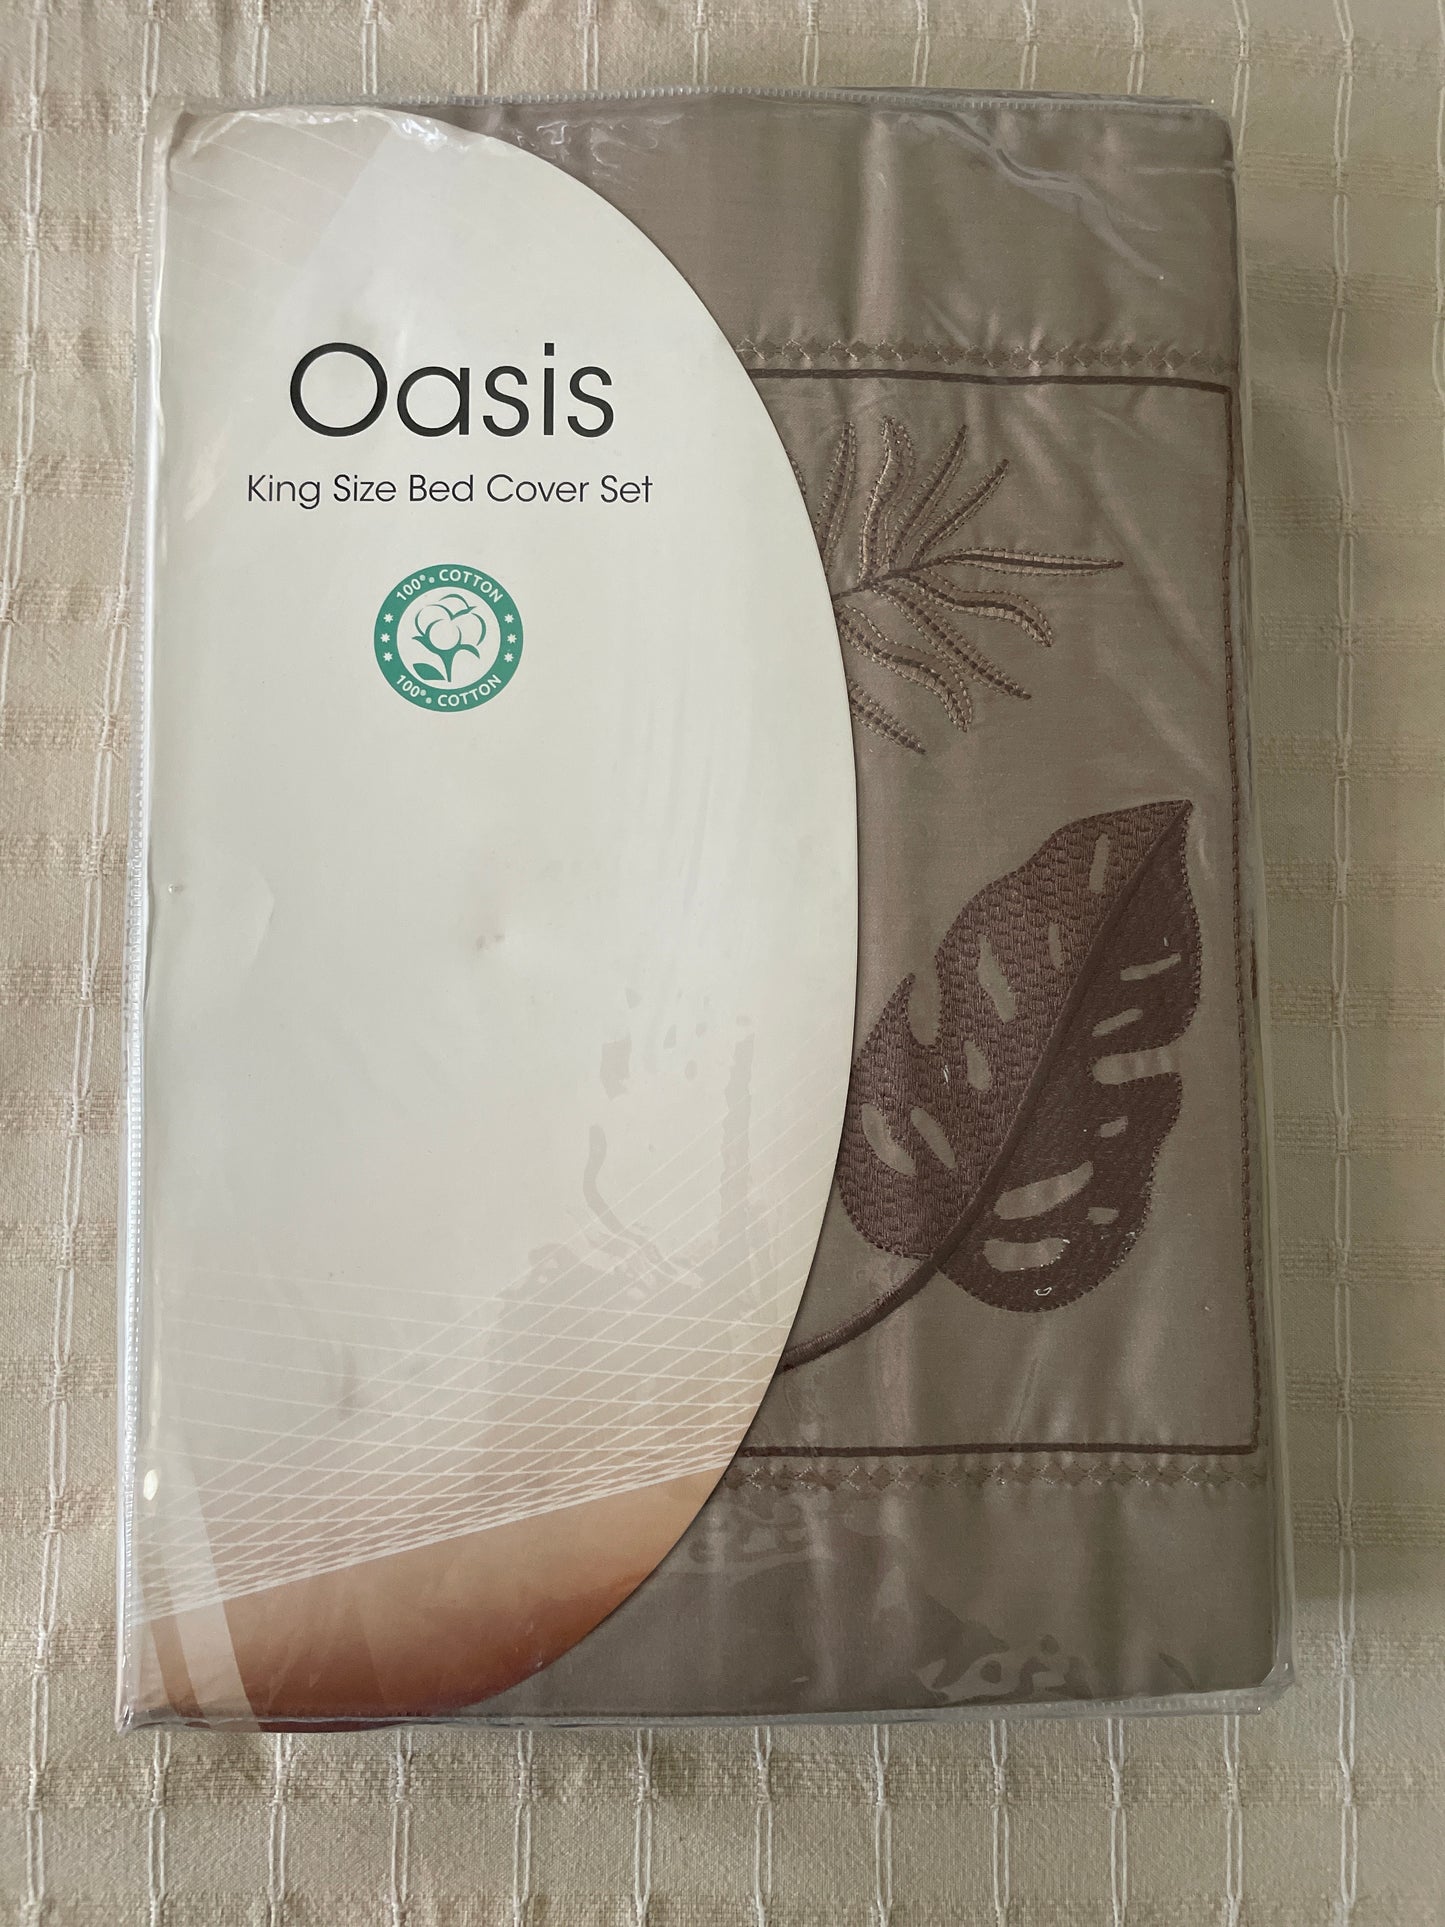 Oasis
King Size Bed Cover Set
100% COTTON
100% COTTON